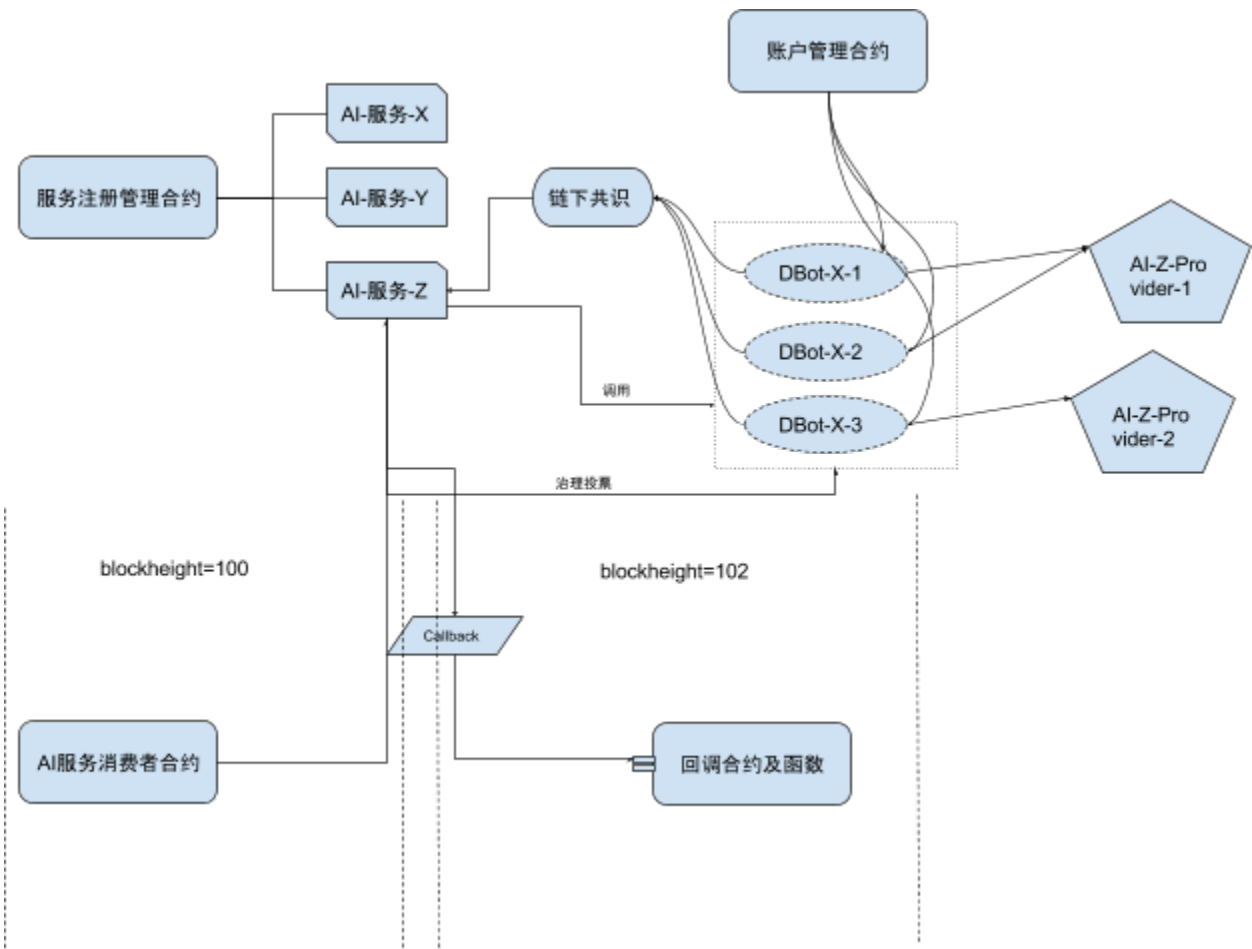 账户管理合约
AI-服务-X
服务注册管理合约
AI-服务-Y
链下共识
AI-服务-Z
DBot-X-1
AI-Z-Pro
vider-1
DBot-X-2
调用
DBot-X-3
AI-Z-Pro
vider-2
治理投票
blockheight=100
blockheight=102
Callback
AI服务消费者合约
回调合约及函数